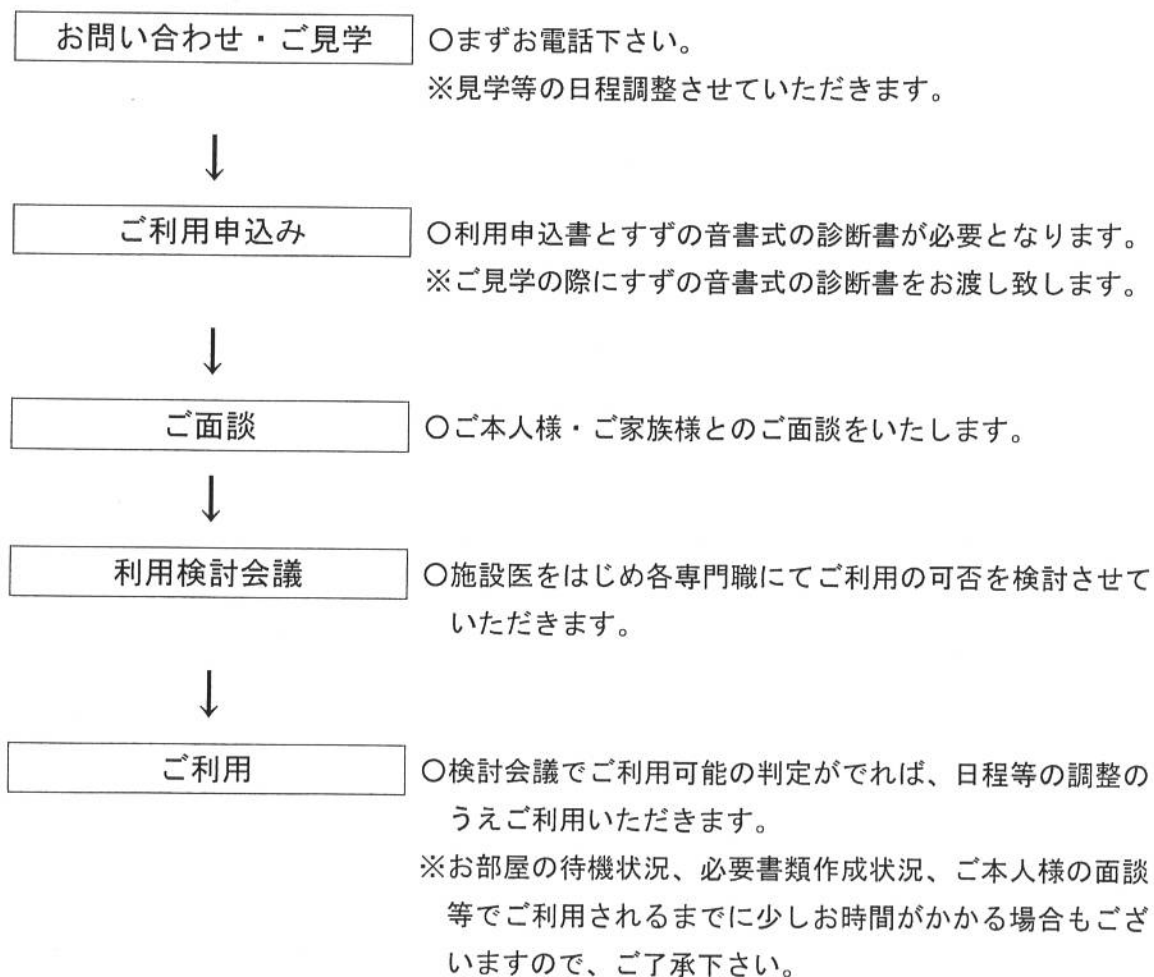 お問い合わせ・ご見学
○まずお電話下さい。
※見学等の日程調整させていただきます。
↓
ご利用申込み
○利用申込書とすずの音書式の診断書が必要となります。
※ご見学の際にすずの音書式の診断書をお渡し致します。
↓
ご面談
○ご本人様・ご家族様とのご面談をいたします。
↓
利用検討会議
○施設医をはじめ各専門職にてご利用の可否を検討させて
いただきます。
↓
ご利用
○検討会議でご利用可能の判定がでれば、日程等の調整の
うえご利用いただきます。
※お部屋の待機状況、必要書類作成状況、ご本人様の面談
等でご利用されるまでに少しお時間がかかる場合もござ
いますので、ご了承下さい。